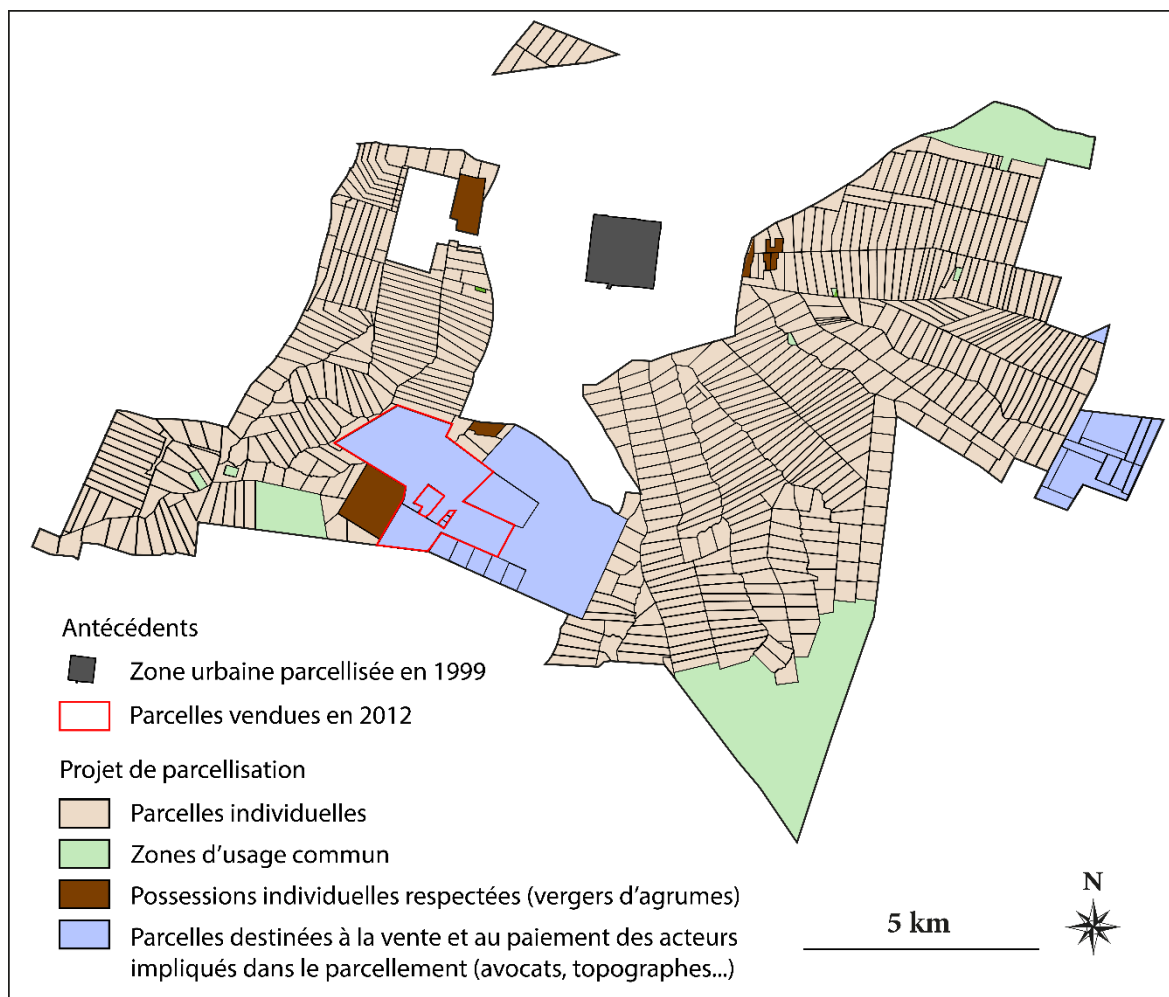 Antécédents
Zone urbaine parcellisée en 1999
Parcelles vendues en 2012
Projet de parcellisation
Parcelles individuelles
Zones d’usage commun
Possessions individuelles respectées (vergers d’agrumes)
Parcelles destinées à la vente et au paiement des acteurs
impliqués dans le parcellement (avocats, topographes...)
5 km
N